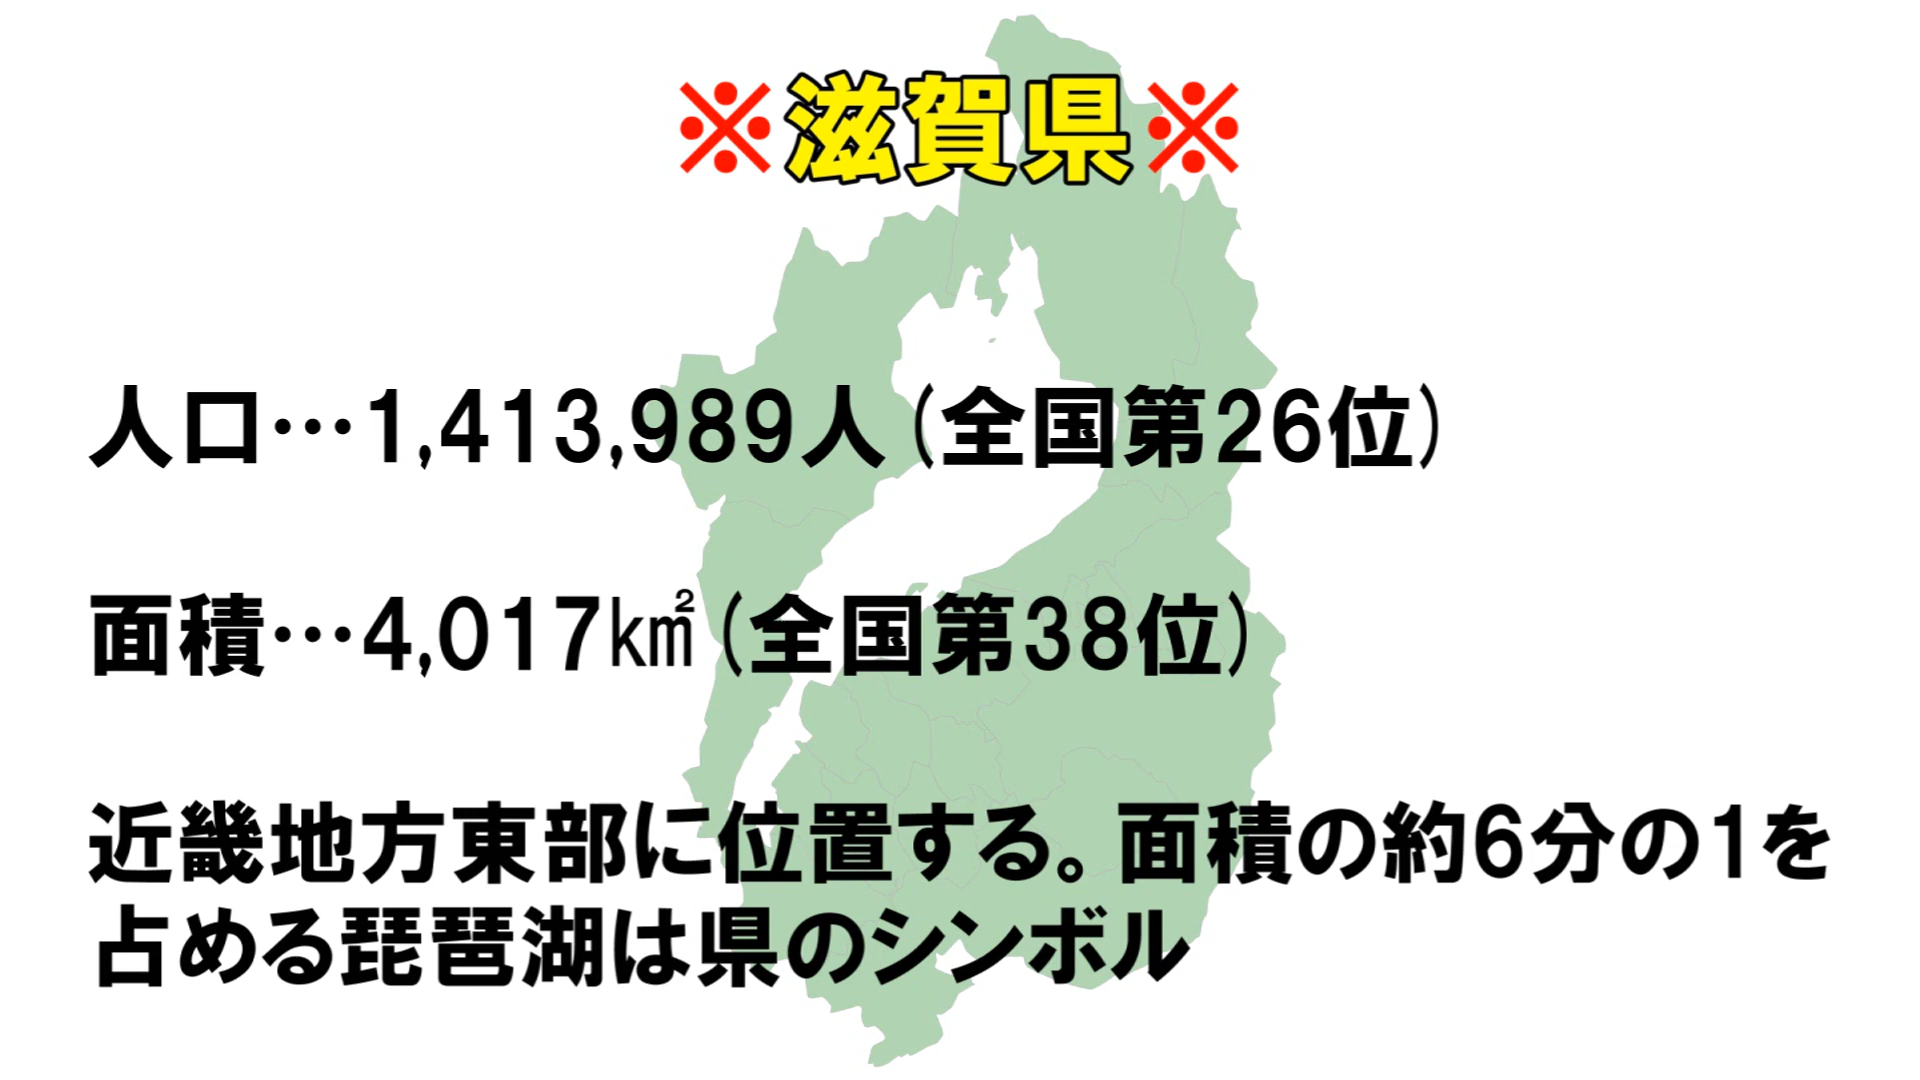 ※滋賀県※
人口…1,413,989人(全国第26位)
面積…4,017㎢(全国第38位)
近畿地方東部に位置する。面積の約6分の1を
占める琵琶湖は県のシンボル